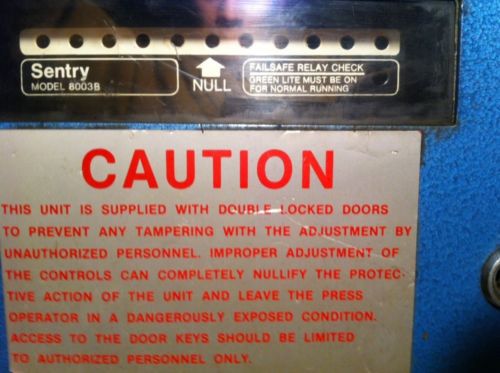 Sentry
MODEL 8003B
NULL
FAILSAFE RELAY CHECK
GREEN LITE MUST BE ON
FOR NORMAL RUNNING
CAUTION
THIS UNIT IS SUPPLIED WITH DOUBLE LOCKED DOORS
TO PREVENT ANY TAMPERING WITH THE ADJUSTMENT BY
UNAUTHORIZED PERSONNEL. IMPROPER ADJUSTMENT OF
THE CONTROLS CAN COMPLETELY NULLIFY THE PROTEC-
TIVE ACTION OF THE UNIT AND LEAVE THE PRESS
OPERATOR IN A DANGEROUSLY EXPOSED CONDITION.
ACCESS TO THE DOOR KEYS SHOULD BE LIMITED
TO AUTHORIZED PERSONNEL ONLY.